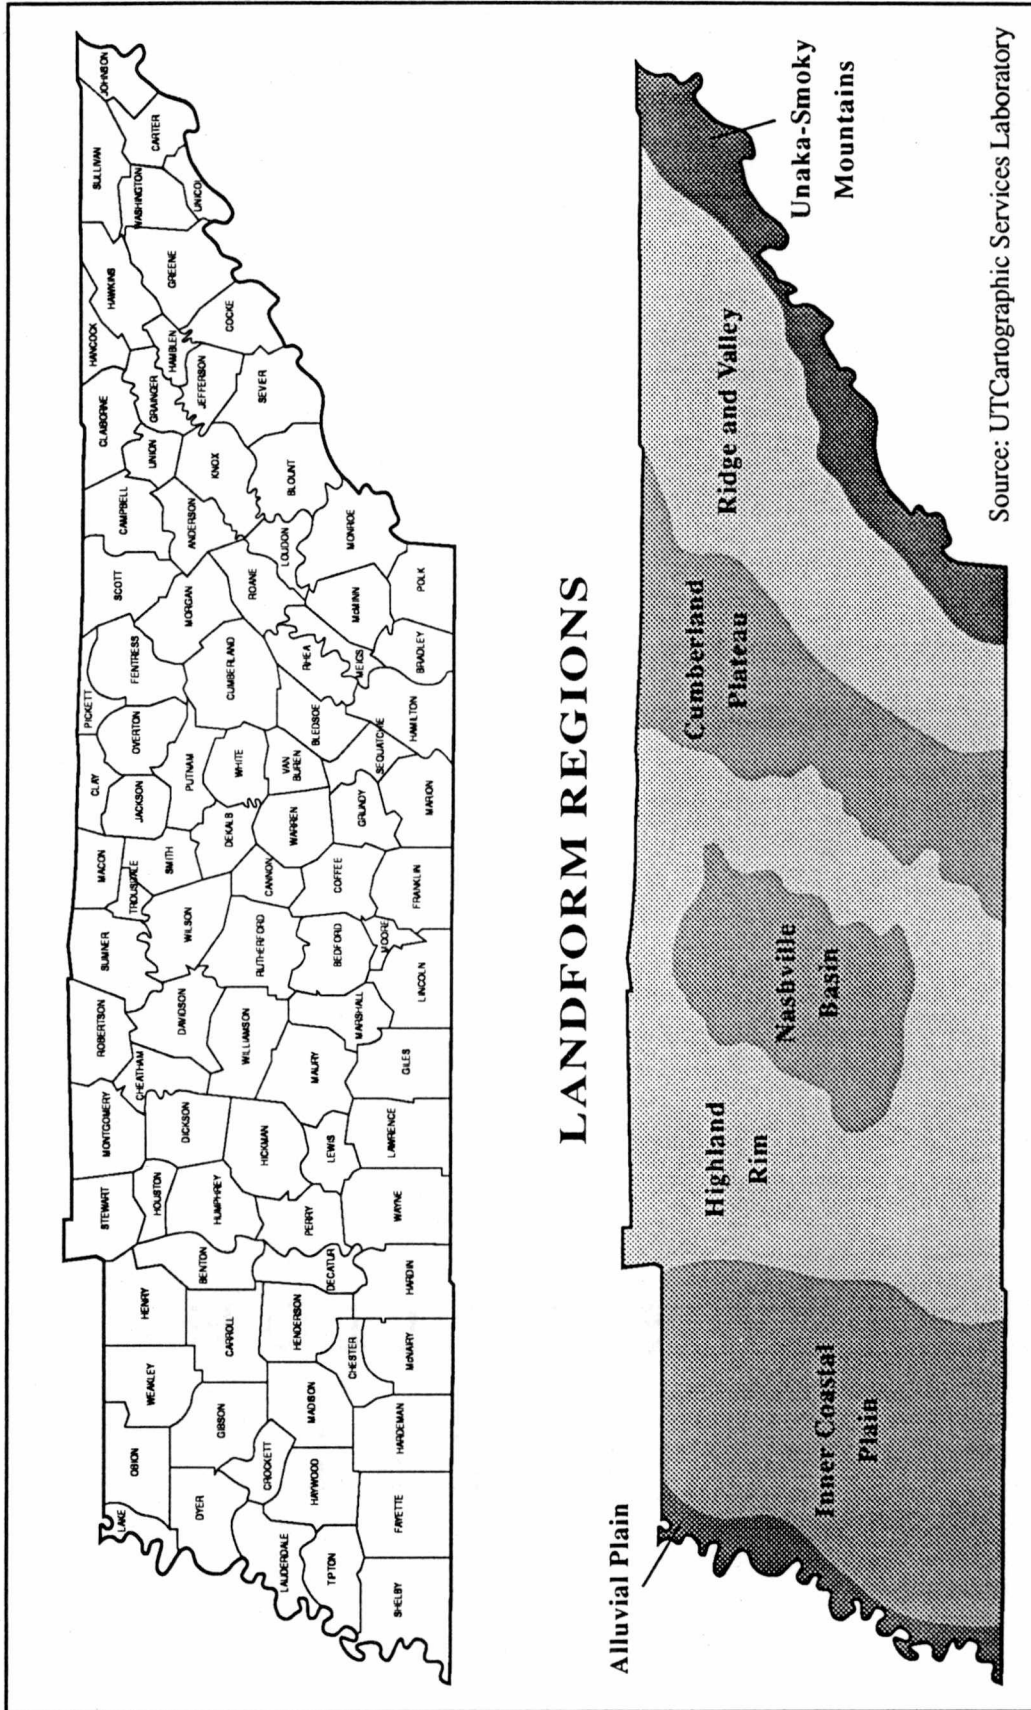 LAKE
OBION
WEAKLEY
HENRY
STEWART
MONTGOMERY
ROBERTSON
SUMNER
MACON
CLAY
PICKETT
SCOTT
CAMPBELL
CLAIBORNE
HANCOCK
HAWKINS
SULLIVAN
JOHNSON
DYER
GIBSON
CARROLL
BENTON
HOUSTON
HUMPHREY
DICKSON
CHEATHAM
DAVIDSON
WILSON
TROUSDALE
SMITH
JACKSON
PUTNAM
OVERTON
FENTRESS
MORGAN
ANDERSON
UNION
GRAINGER
HAMBLEN
GREENE
WASHINGTON
UNICOI
CARTER
LAUDERDALE
CROCKETT
HAYWOOD
MADISON
HENDERSON
DECATUR
PERRY
HICKMAN
WILLIAMSON
RUTHERFORD
CANNON
DEKALB
WHITE
CUMBERLAND
ROANE
KNOX
JEFFERSON
COCKE
TIPTON
CHESTER
LEWIS
MAURY
MARSHALL
BEDFORD
COFFEE
WARREN
VAN
BUREN
BLEDSOE
RHEA
MEIGS
LOUDON
BLOUNT
SEVER
SHELBY
FAYETTE
HARDEMAN
McNAIRY
HARDIN
WAYNE
LAWRENCE
GILES
LINCOLN
MOORE
FRANKLIN
GRUNDY
MARION
SEQUATCHIE
HAMILTON
BRADLEY
McMINN
POLK
MONROE
LANDFORM REGIONS
Alluvial Plain
Inner Coastal
Plain
Highland
Rim
Nashville
Basin
Cumberland
Plateau
Ridge and Valley
Unaka-Smoky
Mountains
Source: UTCartographic Services Laboratory